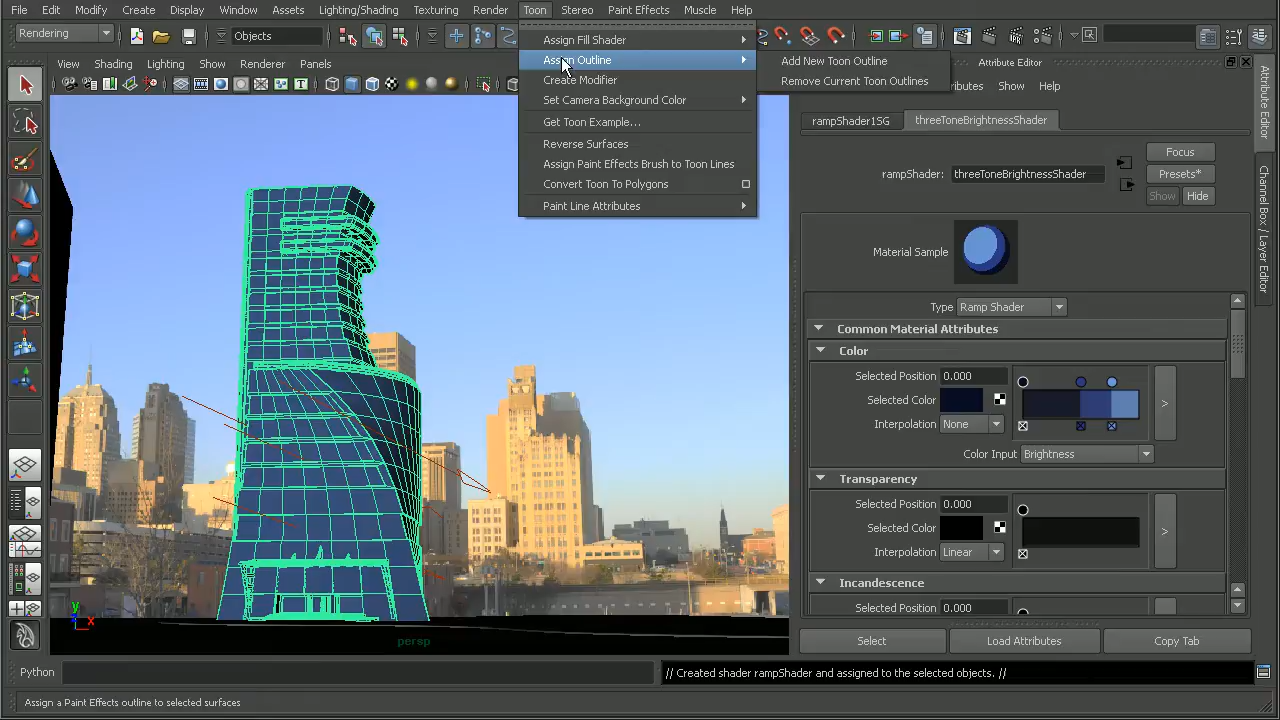 File Edit Modify Create Display Window Assets Lighting/Shading Texturing Render Toon Stereo Paint Effects Muscle Help
Rendering
Objects
Assign Fill Shader
Assign Outline
Create Modifier
Set Camera Background Color
Get Toon Example...
Reverse Surfaces
Assign Paint Effects Brush to Toon Lines
Convert Toon To Polygons
Paint Line Attributes
Add New Toon Outline
Remove Current Toon Outlines
View Shading Lighting Show Renderer Panels
Attribute Editor
Show Help
rampShader1SG threeToneBrightnessShader
rampShader: threeToneBrightnessShader
Focus
Presets*
Show Hide
Material Sample
Type Ramp Shader
Common Material Attributes
Color
Selected Position 0.000
Selected Color
Interpolation None
>
Color Input Brightness
Transparency
Selected Position 0.000
Selected Color
Interpolation Linear
>
Incandescence
Selected Position 0.000
Select Load Attributes Copy Tab
Attribute Editor
Channel Box / Layer Editor
y
z x
persp
Python
// Created shader rampShader and assigned to the selected objects. //
Assign a Paint Effects outline to selected surfaces